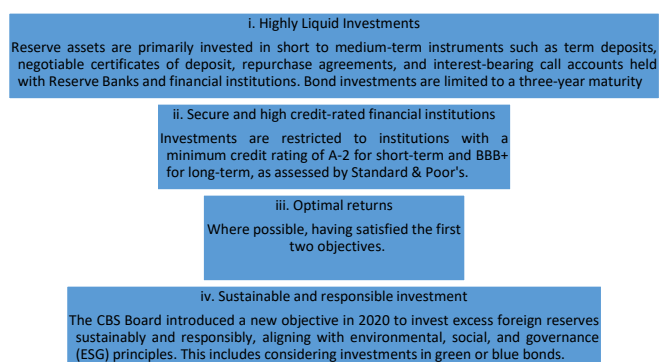 i. Highly Liquid Investments
Reserve assets are primarily invested in short to medium-term instruments such as term deposits,
negotiable certificates of deposit, repurchase agreements, and interest-bearing call accounts held
with Reserve Banks and financial institutions. Bond investments are limited to a three-year maturity
ii. Secure and high credit-rated financial institutions
Investments are restricted to institutions with a
minimum credit rating of A-2 for short-term and BBB+
for long-term, as assessed by Standard & Poor's.
iii. Optimal returns
Where possible, having satisfied the first
two objectives.
iv. Sustainable and responsible investment
The CBS Board introduced a new objective in 2020 to invest excess foreign reserves
sustainably and responsibly, aligning with environmental, social, and governance
(ESG) principles. This includes considering investments in green or blue bonds.